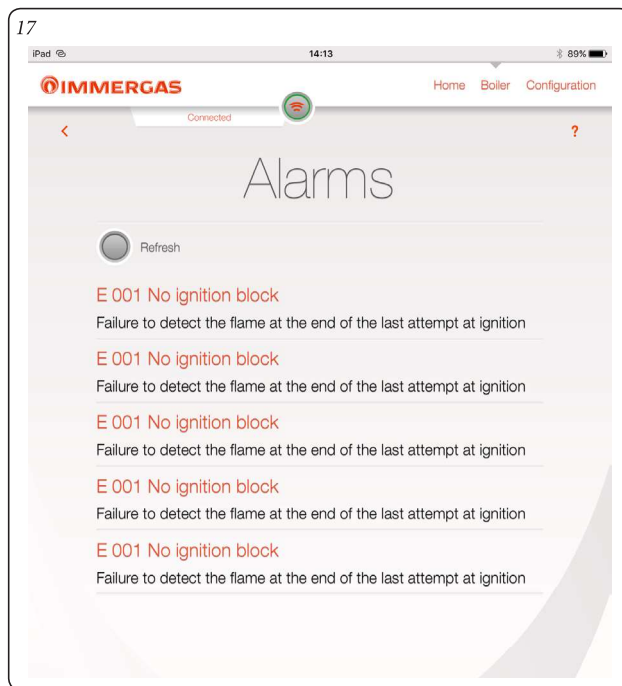 17
iPad
14:13
89%
IMMERGAS
Home Boiler Configuration
Connected
<
?
Alarms
Refresh
E 001 No ignition block
Failure to detect the flame at the end of the last attempt at ignition
E 001 No ignition block
Failure to detect the flame at the end of the last attempt at ignition
E 001 No ignition block
Failure to detect the flame at the end of the last attempt at ignition
E 001 No ignition block
Failure to detect the flame at the end of the last attempt at ignition
E 001 No ignition block
Failure to detect the flame at the end of the last attempt at ignition